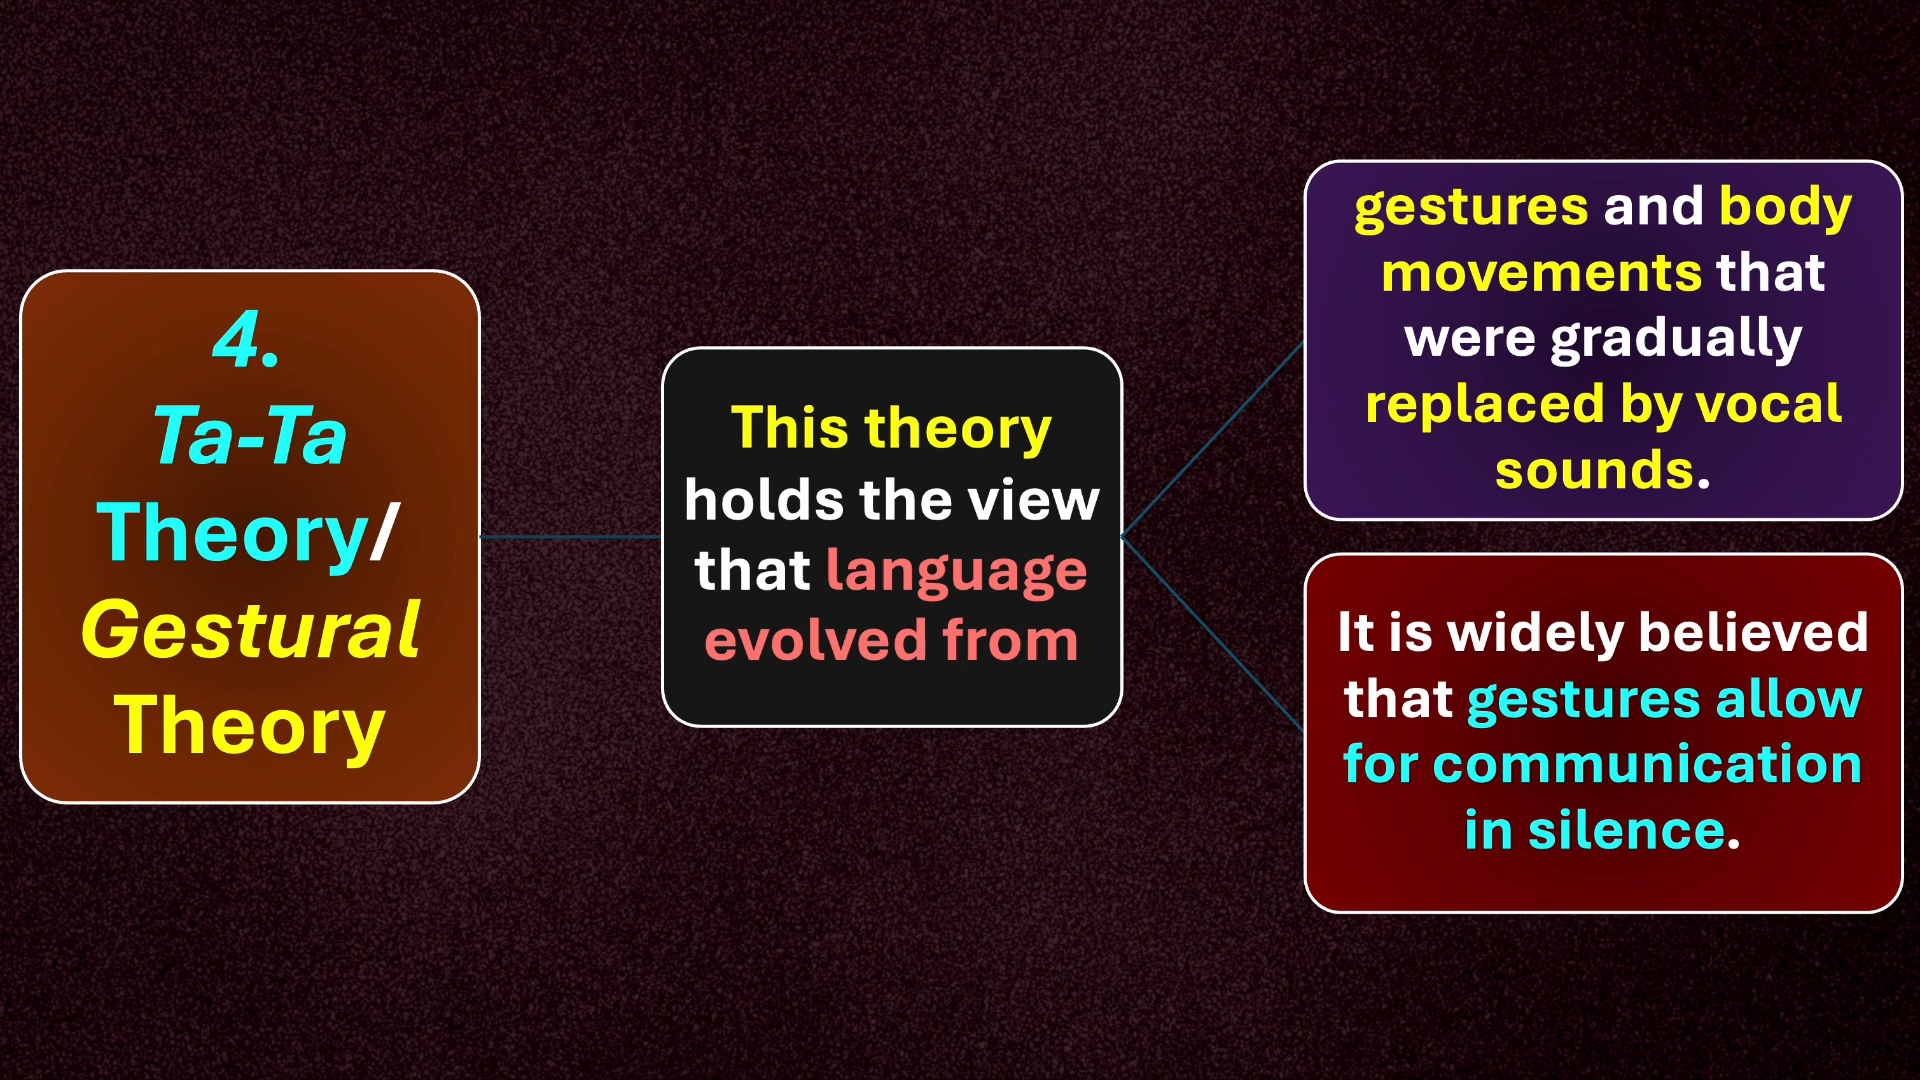 4.
Ta-Ta
Theory/
Gestural
Theory
This theory
holds the view
that language
evolved from
gestures and body
movements that
were gradually
replaced by vocal
sounds.
It is widely believed
that gestures allow
for communication
in silence.